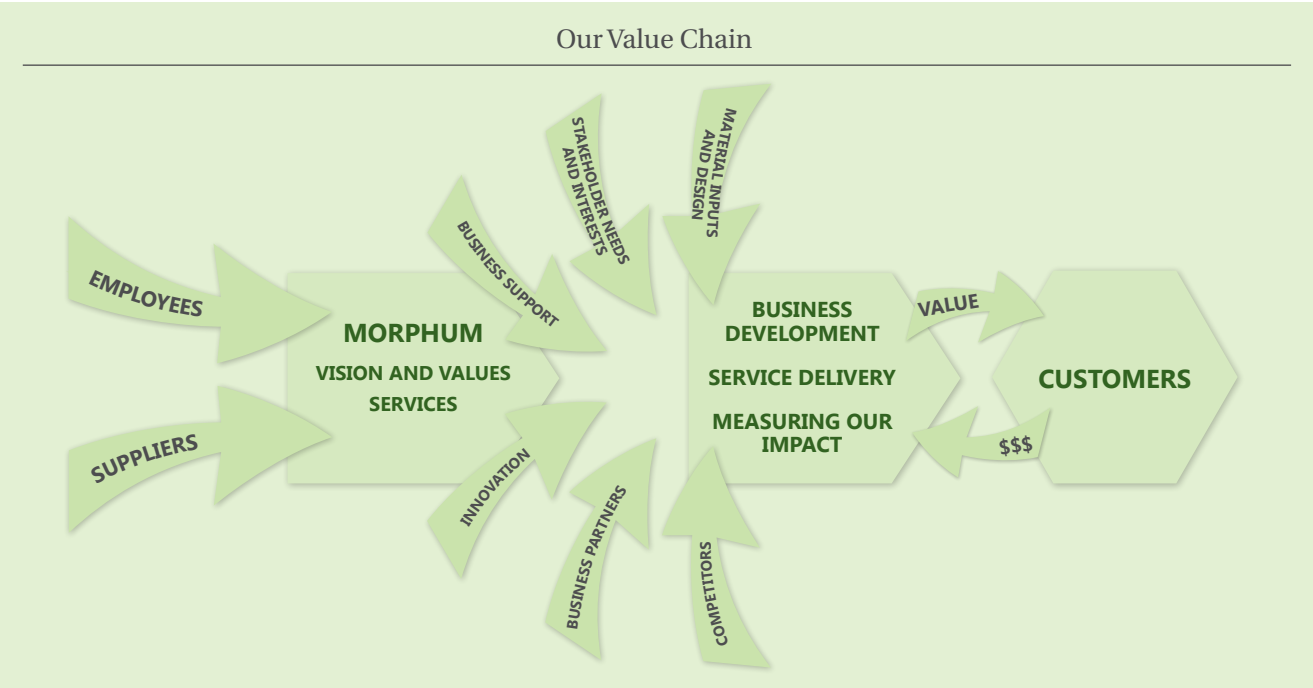 Our Value Chain
EMPLOYEES
SUPPLIERS
MORPHUM
VISION AND VALUES
SERVICES
BUSINESS SUPPORT
STAKEHOLDER NEEDS
AND INTERESTS
MATERIAL INPUTS
AND DESIGN
INNOVATION
BUSINESS PARTNERS
COMPETITORS
BUSINESS
DEVELOPMENT
SERVICE DELIVERY
MEASURING OUR
IMPACT
VALUE
$$$
CUSTOMERS